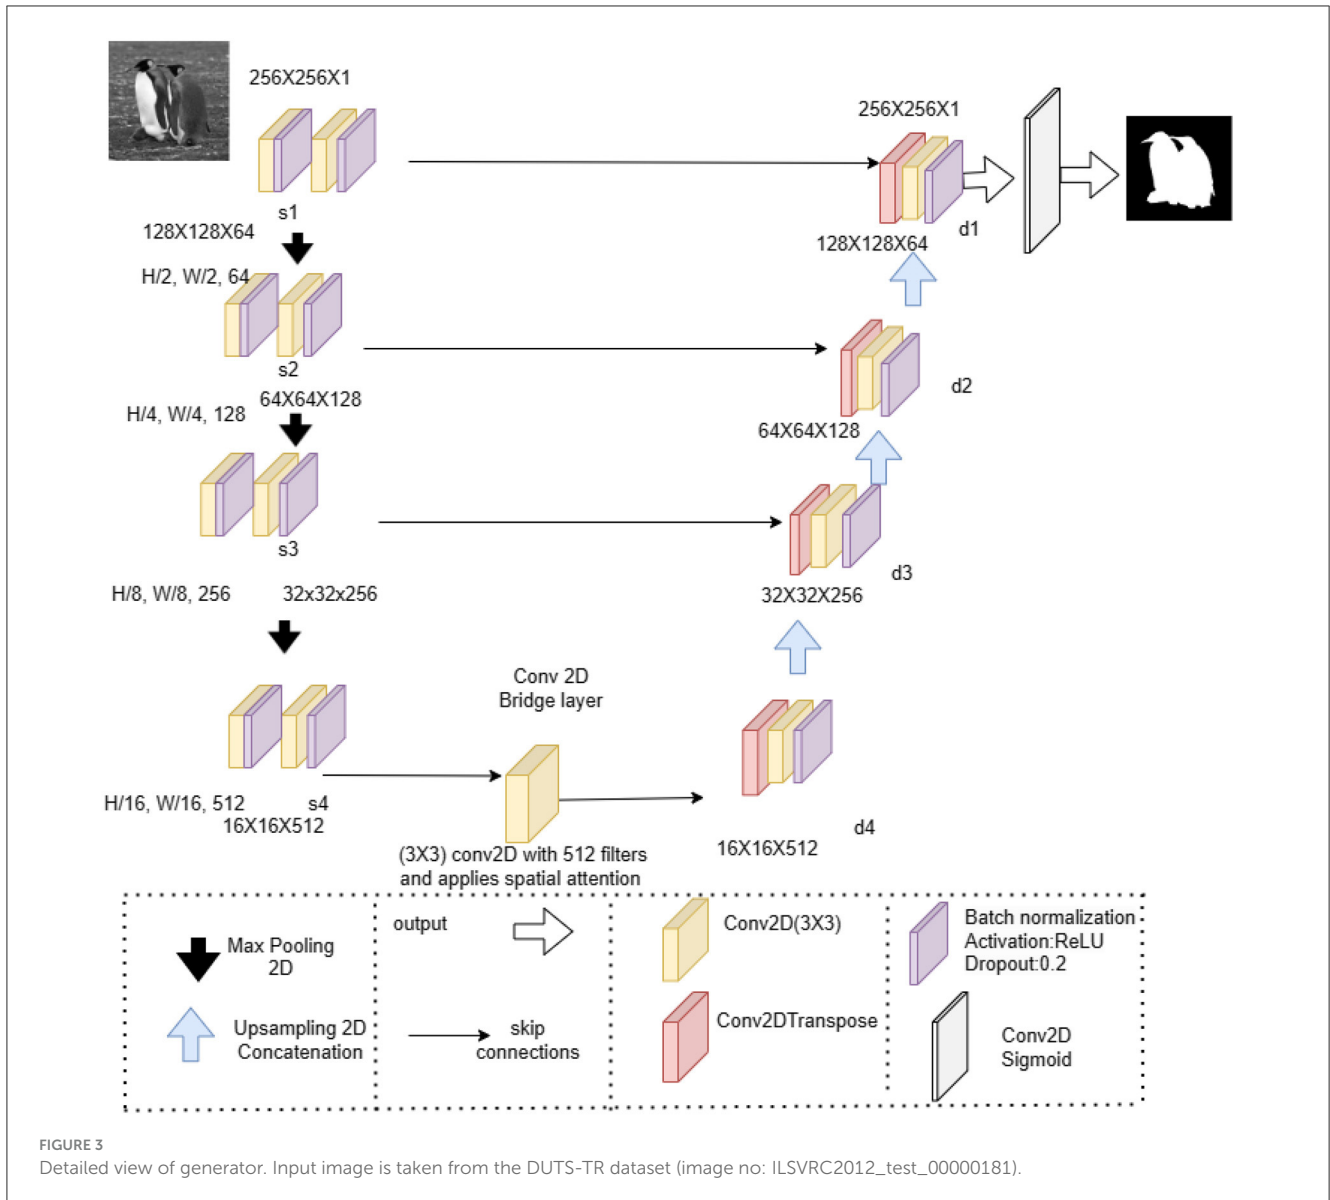 256X256X1
256X256X1
s1
d1
128X128X64
128X128X64
H/2, W/2, 64
s2
d2
64X64X128
H/4, W/4, 128
64X64X128
s3
d3
H/8, W/8, 256
32x32x256
32X32X256
Conv 2D
Bridge layer
H/16, W/16, 512
s4
16X16X512
d4
16X16X512
(3X3) conv2D with 512 filters
and applies spatial attention
Max Pooling
2D
Upsampling 2D
Concatenation
output
skip
connections
Conv2D(3X3)
Conv2DTranspose
Batch normalization
Activation:ReLU
Dropout:0.2
Conv2D
Sigmoid
FIGURE 3
Detailed view of generator. Input image is taken from the DUTS-TR dataset (image no: ILSVRC2012_test_00000181).